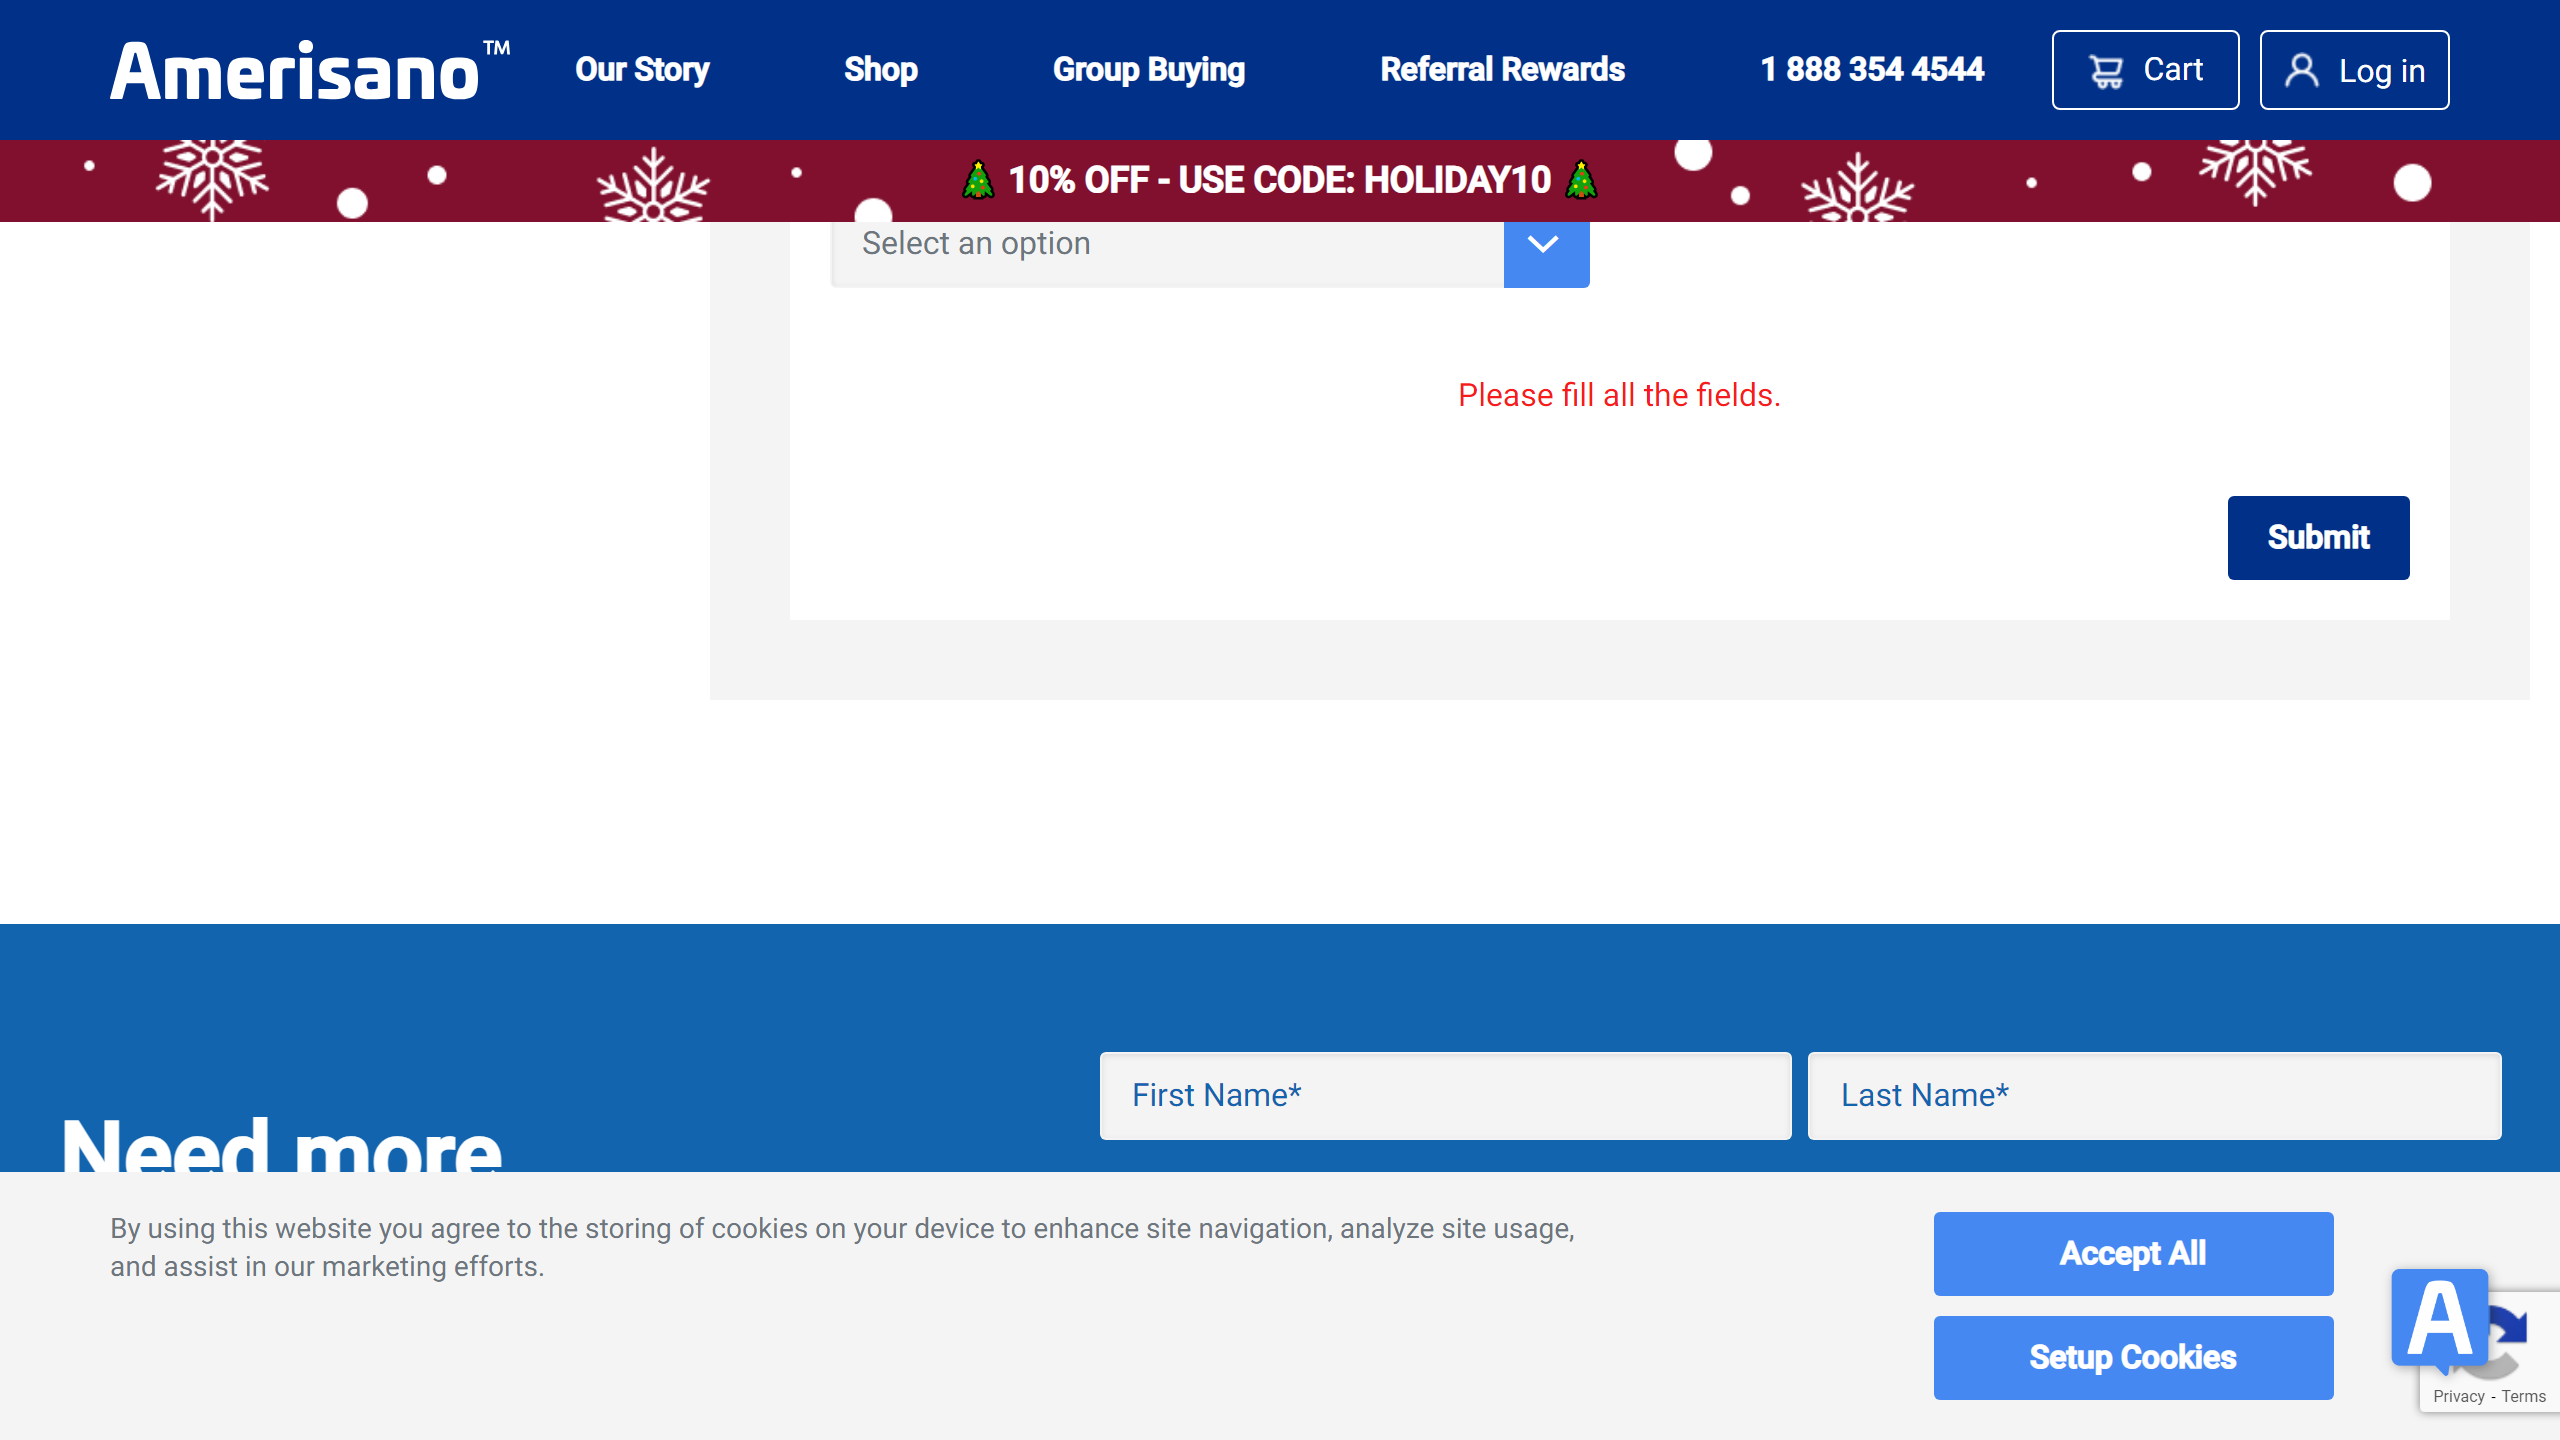 Amerisano™
Our Story
Shop
Group Buying
Referral Rewards
1 888 354 4544
Cart
Log in
🎄 10% OFF - USE CODE: HOLIDAY10 🎄
Select an option
Please fill all the fields.
Submit
First Name*
Last Name*
Need more
By using this website you agree to the storing of cookies on your device to enhance site navigation, analyze site usage,
and assist in our marketing efforts.
Accept All
Setup Cookies
A
Privacy - Terms